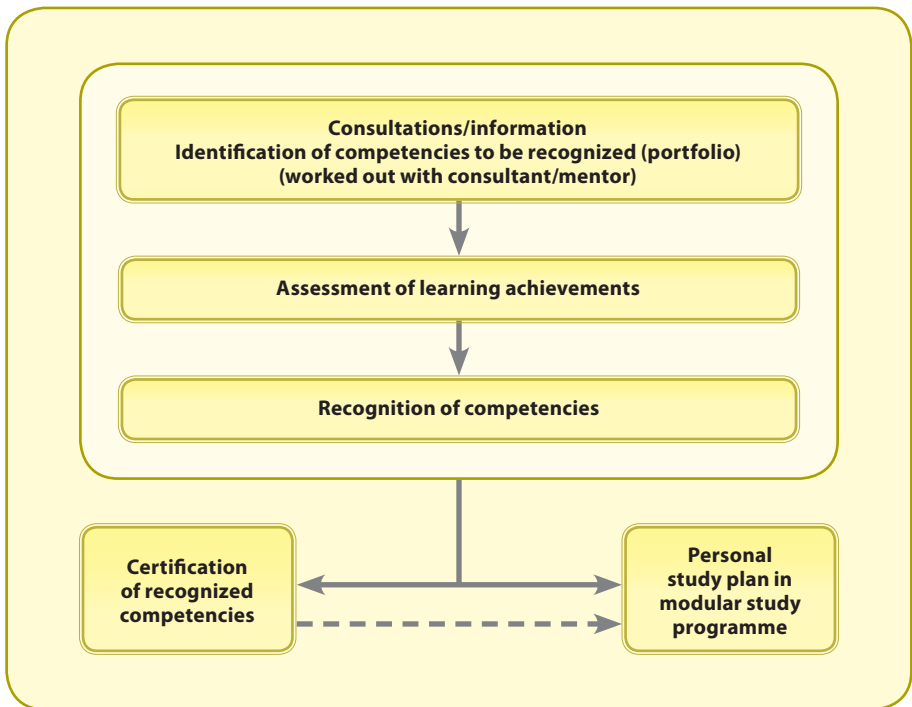 Consultations/information
Identification of competencies to be recognized (portfolio)
(worked out with consultant/mentor)
Assessment of learning achievements
Recognition of competencies
Certification
of recognized
competencies
Personal
study plan in
modular study
programme